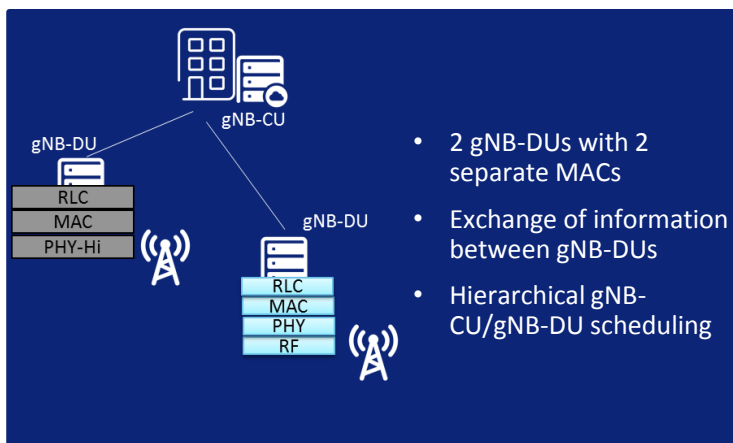 gNB-CU
gNB-DU
RLC
MAC
PHY-Hi
gNB-DU
RLC
MAC
PHY
RF
• 2 gNB-DUs with 2
separate MACs
• Exchange of information
between gNB-DUs
• Hierarchical gNB-
CU/gNB-DU scheduling